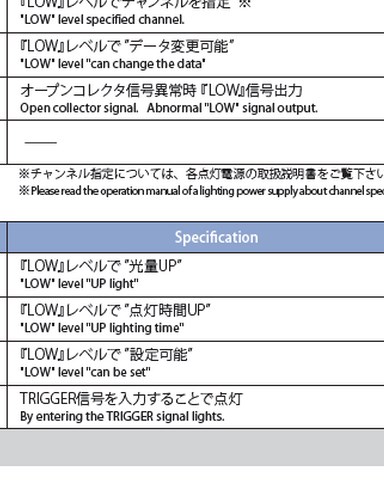 『LOW』レベルでチャンネルを指定 ※
"LOW" level specified channel.
『LOW』レベルで "データ変更可能"
"LOW" level "can change the data"
オープンコレクタ信号異常時『LOW』信号出力
Open collector signal. Abnormal "LOW" signal output.
※チャンネル指定については、各点灯電源の取扱説明書をご覧下さい
※Please read the operation manual of a lighting power supply about channel spec
Specification
『LOW』レベルで "光量UP"
"LOW" level "UP light"
『LOW』レベルで "点灯時間UP"
"LOW" level "UP lighting time"
『LOW』レベルで "設定可能"
"LOW" level "can be set"
TRIGGER信号を入力することで点灯
By entering the TRIGGER signal lights.